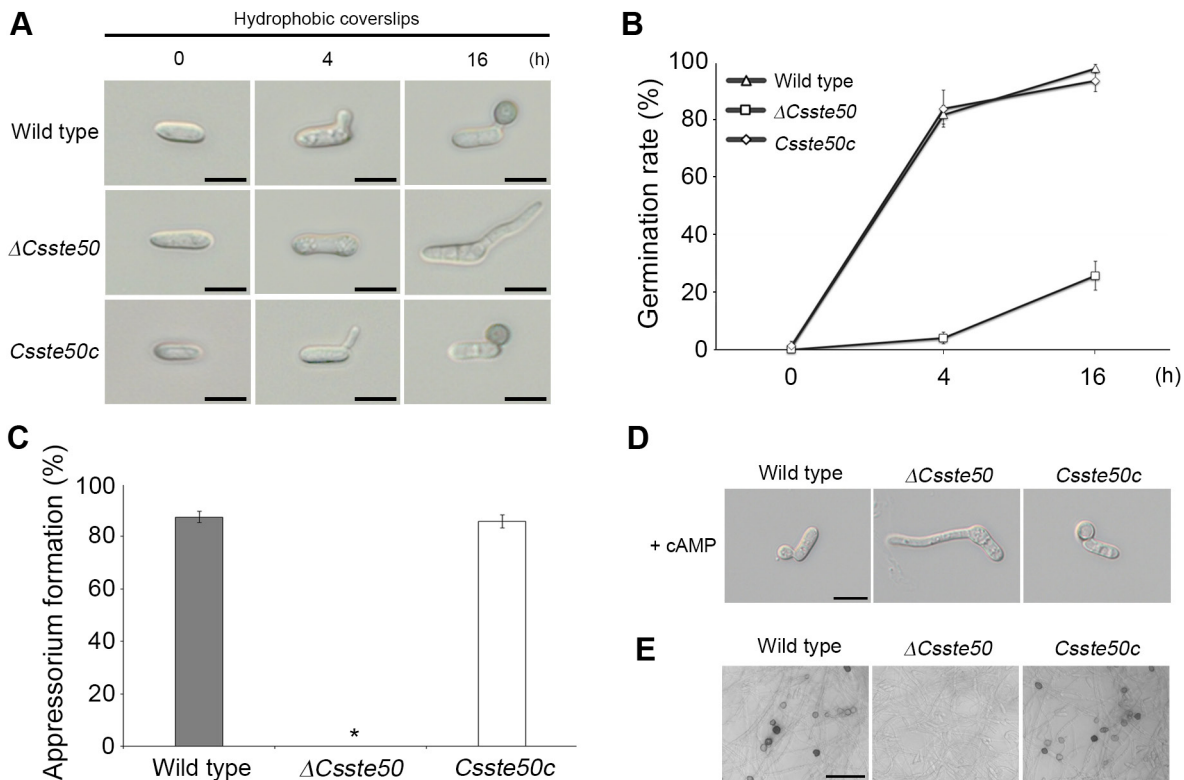 A
Hydrophobic coverslips
0 4 16 (h)
Wild type
ΔCsste50
Csste50c
B
Germination rate (%)
100
80
60
40
20
0
Wild type
ΔCsste50
Csste50c
0 4 16 (h)
C
Appressorium formation (%)
100
80
60
40
20
0
*
Wild type ΔCsste50 Csste50c
D
Wild type ΔCsste50 Csste50c
+ cAMP
E
Wild type ΔCsste50 Csste50c